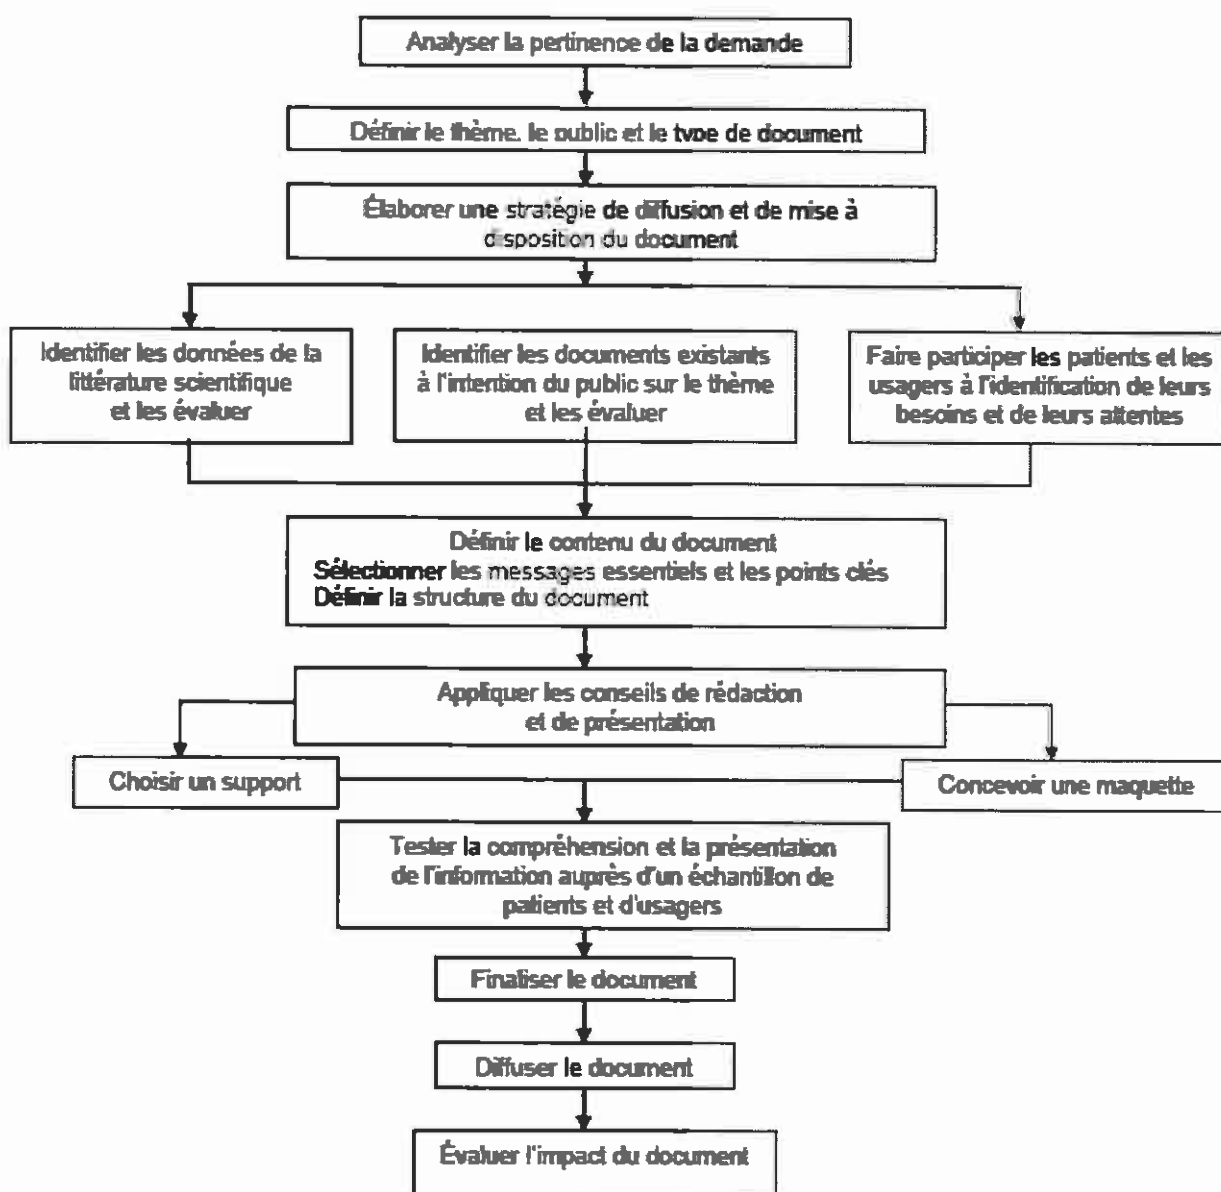 Analyser la pertinence de la demande
Définir le thème, le public et le type de document
Élaborer une stratégie de diffusion et de mise à
disposition du document
Identifier les données de la
littérature scientifique
et les évaluer
Identifier les documents existants
à l'intention du public sur le thème
et les évaluer
Faire participer les patients et les
usagers à l'identification de leurs
besoins et de leurs attentes
Définir le contenu du document
Sélectionner les messages essentiels et les points clés
Définir la structure du document
Appliquer les conseils de rédaction
et de présentation
Choisir un support
Concevoir une maquette
Tester la compréhension et la présentation
de l'information auprès d'un échantillon de
patients et d'usagers
Finaliser le document
Diffuser le document
Évaluer l'impact du document